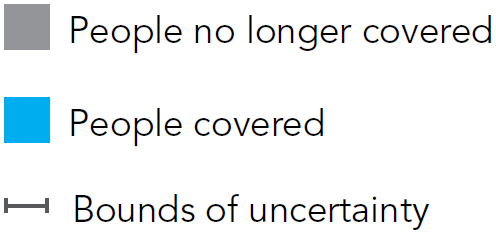 People no longer covered
People covered
Bounds of uncertainty